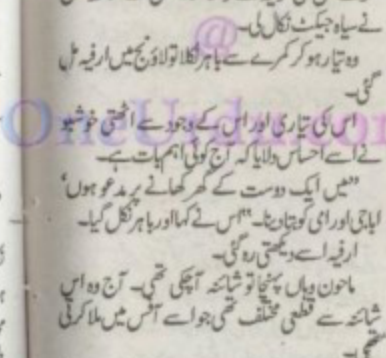 نے سیاہ جیکٹ نکال لی۔
وہ تیار ہو کر کمرے سے باہر نکلا تو لاؤنج میں ارفیہ مل
گئی۔
اس کی تیاری اور اس کے وجود سے اٹھتی خوشبو
نے اسے احساس دلایا کہ آج کوئی اہم بات ہے۔
”میں ایک دوست کے گھر کھانے پر مدعو ہوں‘
اباجی اور امی کو بتا دینا۔“ اس نے کہا اور باہر نکل گیا۔
ارفیہ اسے دیکھتی رہ گئی۔
ماحون وہاں پہنچا تو شائنہ آچکی تھی۔ آج وہ اس
شائنہ سے قطعی مختلف تھی جو اسے آفس میں ملا کرتی
تھی۔
@
OneUrdu.com